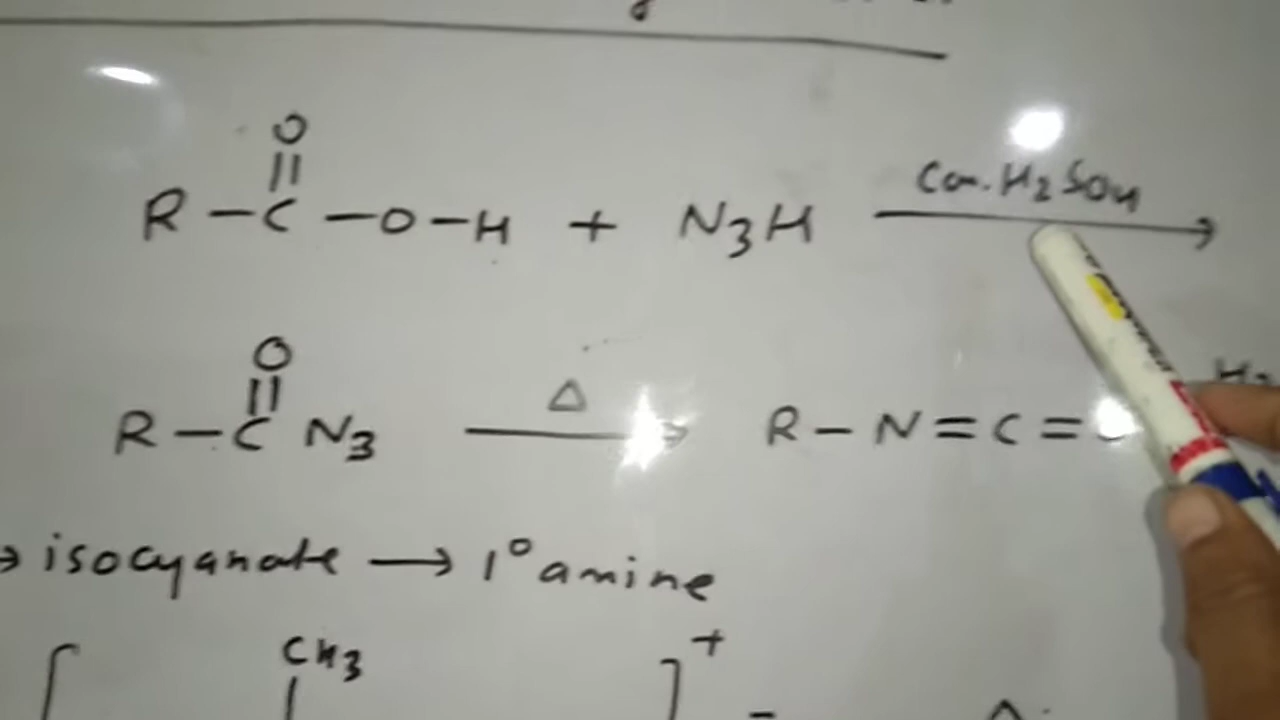 O
||
R - C - O - H + N3H Con. H2SO4 →
O
||
R - C N3 Δ → R - N = C =
→ isocyanate → 1° amine
CH3
[ ] +